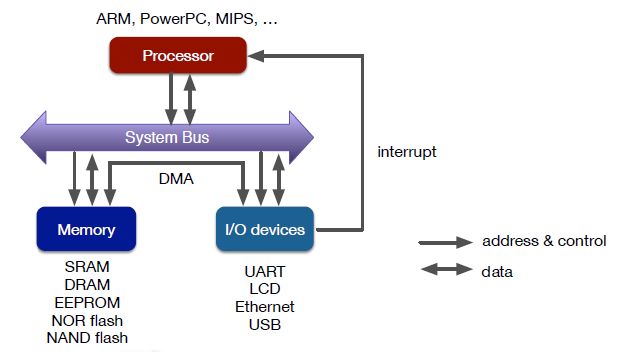 ARM, PowerPC, MIPS, …
Processor
System Bus
interrupt
DMA
Memory
I/O devices
address & control
data
SRAM
DRAM
EEPROM
NOR flash
NAND flash
UART
LCD
Ethernet
USB